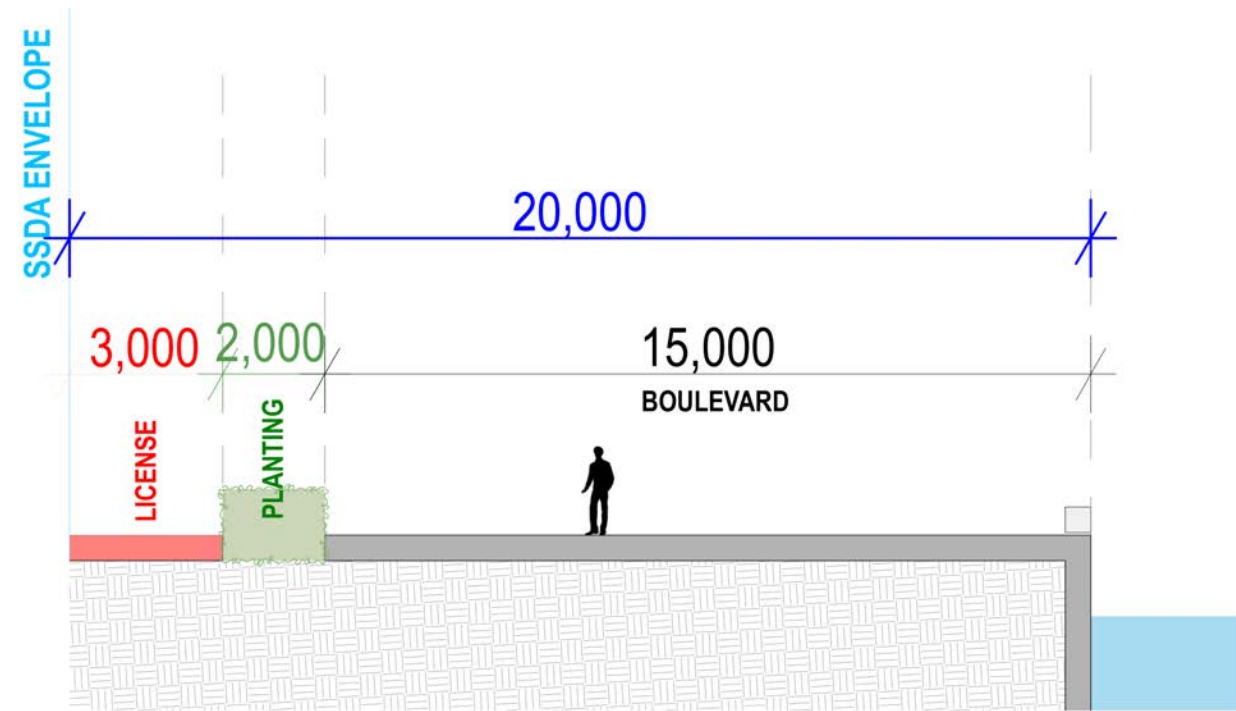 SSDA ENVELOPE
20,000
3,000
2,000
15,000
BOULEVARD
LICENSE
PLANTING